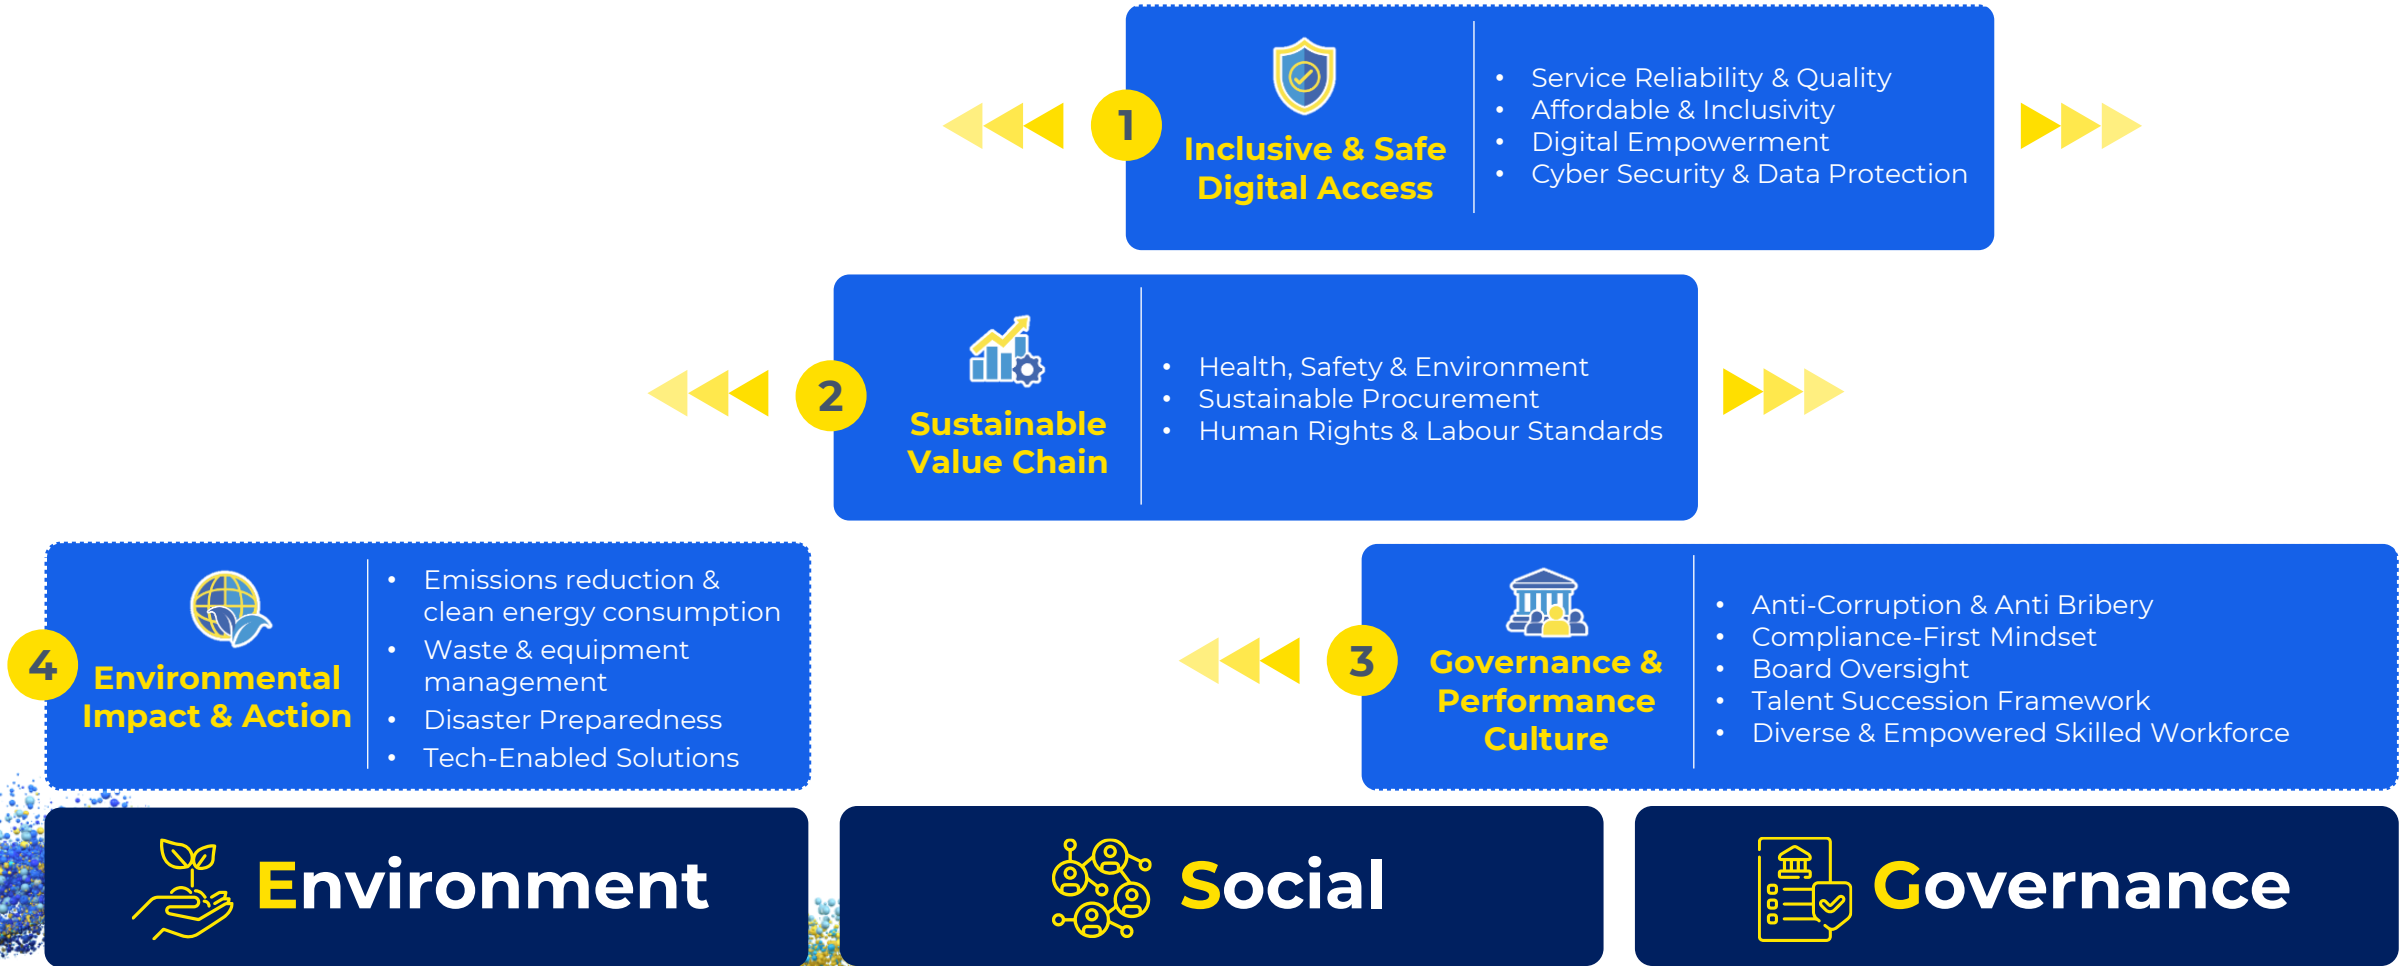 1
Inclusive & Safe
Digital Access
• Service Reliability & Quality
• Affordable & Inclusivity
• Digital Empowerment
• Cyber Security & Data Protection
2
Sustainable
Value Chain
• Health, Safety & Environment
• Sustainable Procurement
• Human Rights & Labour Standards
4
Environmental
Impact & Action
• Emissions reduction &
clean energy consumption
• Waste & equipment
management
• Disaster Preparedness
• Tech-Enabled Solutions
3
Governance &
Performance
Culture
• Anti-Corruption & Anti Bribery
• Compliance-First Mindset
• Board Oversight
• Talent Succession Framework
• Diverse & Empowered Skilled Workforce
Environment
Social
Governance